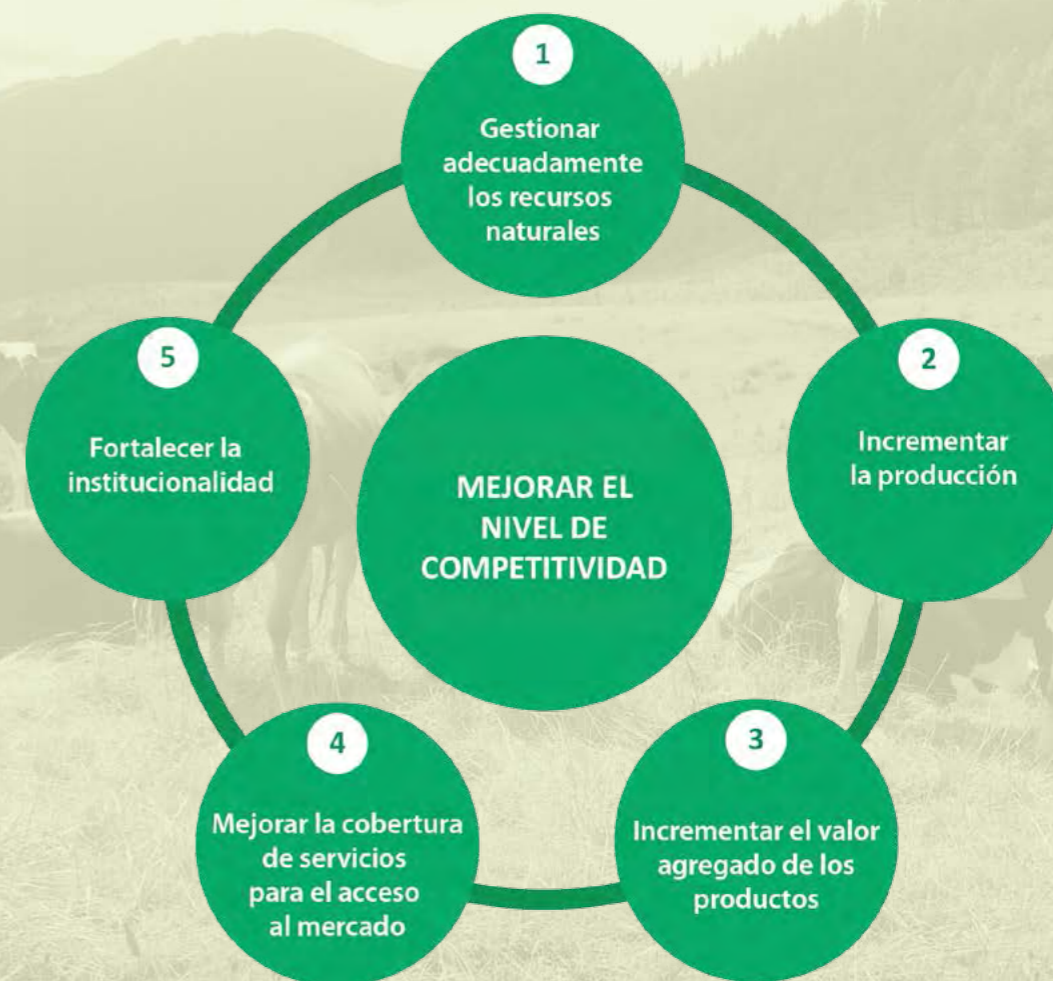 1
Gestionar
adecuadamente
los recursos
naturales
2
Incrementar
la producción
3
Incrementar el valor
agregado de los
productos
4
Mejorar la cobertura
de servicios
para el acceso
al mercado
5
Fortalecer la
institucionalidad
MEJORAR EL
NIVEL DE
COMPETITIVIDAD